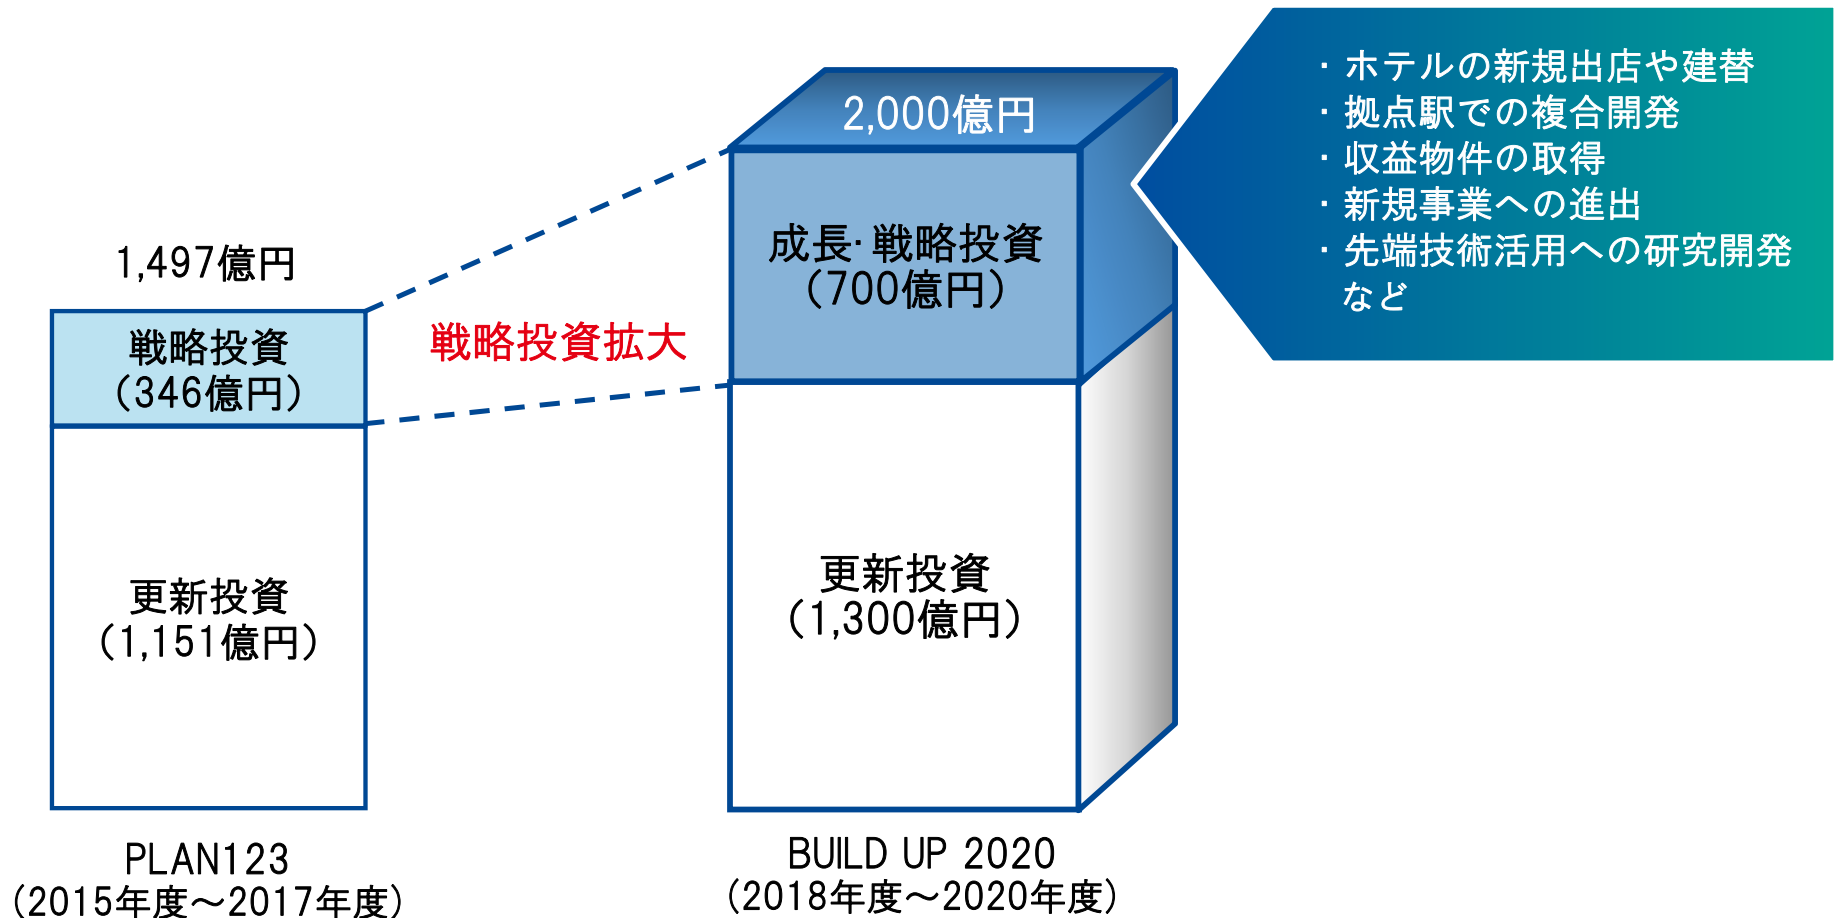 1,497億円
戦略投資
(346億円)
更新投資
(1,151億円)
PLAN123
(2015年度～2017年度)
戦略投資拡大
2,000億円
成長・戦略投資
(700億円)
更新投資
(1,300億円)
BUILD UP 2020
(2018年度～2020年度)
・ホテルの新規出店や建替
・拠点駅での複合開発
・収益物件の取得
・新規事業への進出
・先端技術活用への研究開発
など